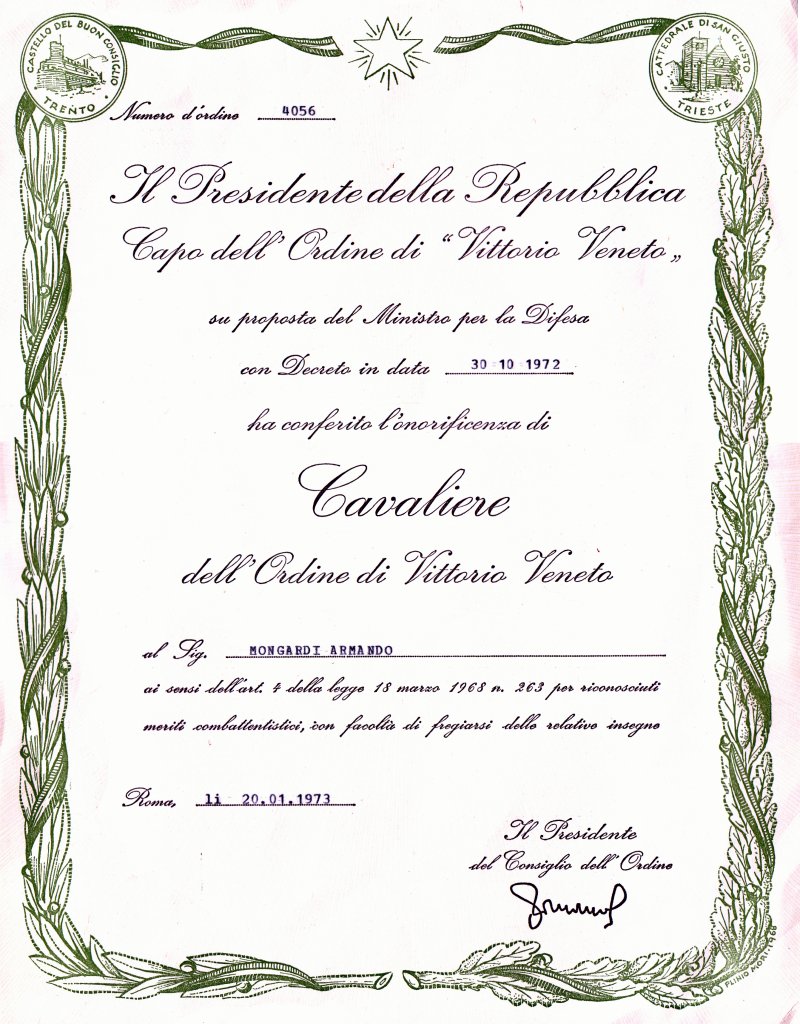 CASTELLO DEL BUON CONSIGLIO
TRENTO
CATTEDRALE DI SAN GIUSTO
TRIESTE
Numero d'ordine 4056
Il Presidente della Repubblica
Capo dell'Ordine di "Vittorio Veneto„
su proposta del Ministro per la Difesa
con Decreto in data 30 10 1972
ha conferito l'onorificenza di
Cavaliere
dell'Ordine di Vittorio Veneto
al Sig. MONGARDI ARMANDO
ai sensi dell'art. 4 della legge 18 marzo 1968 n. 263 per riconosciuti
meriti combattentistici, con facoltà di fregiarsi delle relative insegne
Roma, li 20.01.1973
Il Presidente
del Consiglio dell'Ordine
PLINIO 1968